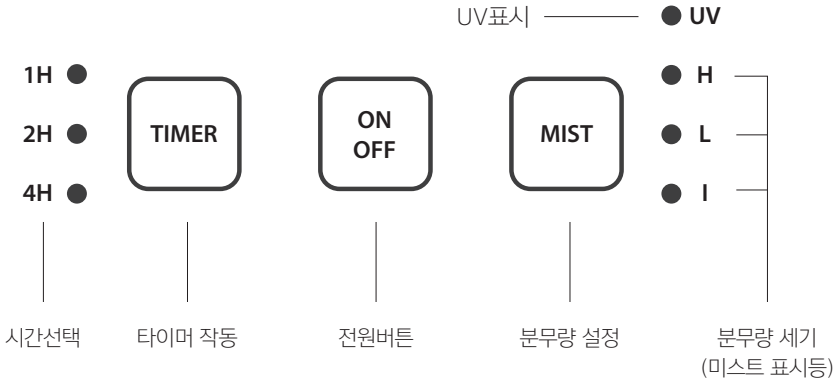 UV표시
UV
1H
H
TIMER
ON
OFF
MIST
2H
L
4H
I
시간선택
타이머 작동
전원버튼
분무량 설정
분무량 세기
(미스트 표시등)